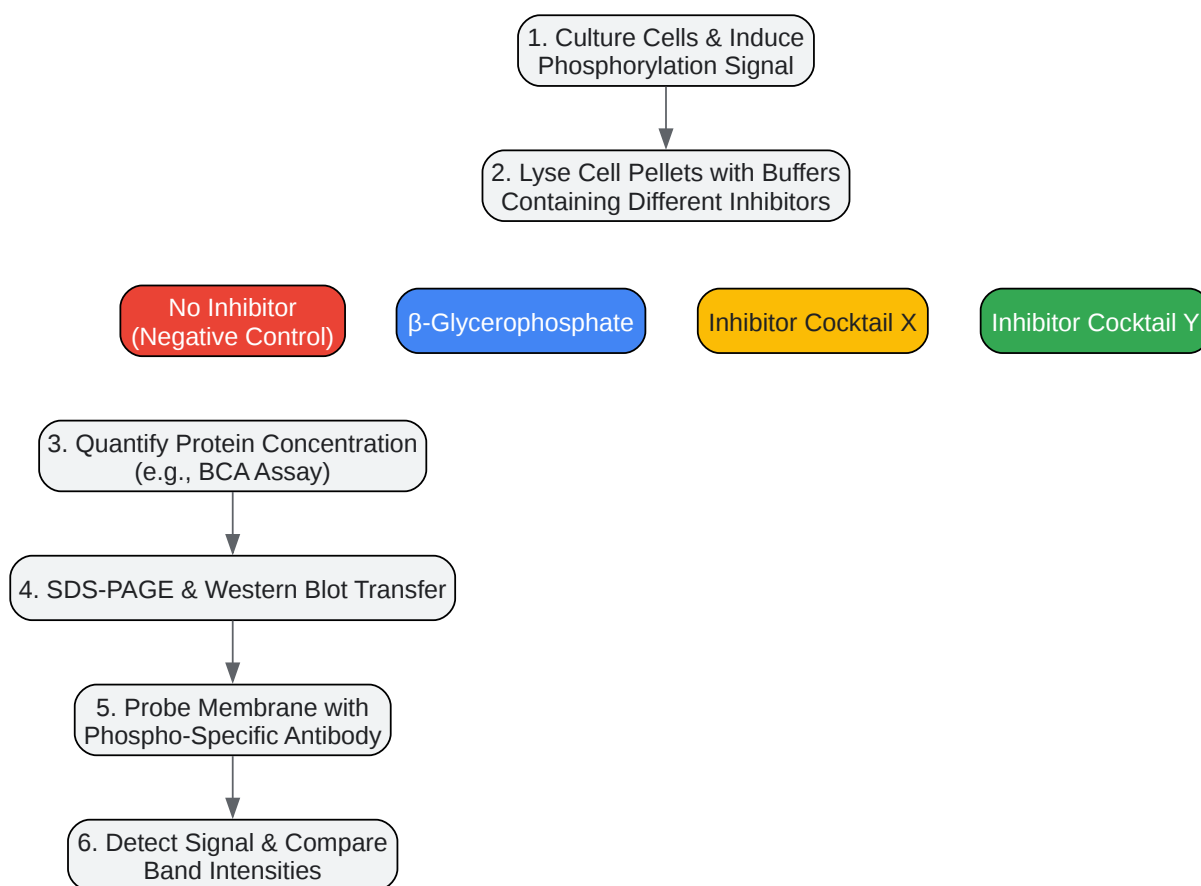 1. Culture Cells & Induce
Phosphorylation Signal
2. Lyse Cell Pellets with Buffers
Containing Different Inhibitors
No Inhibitor
(Negative Control)
β-Glycerophosphate
Inhibitor Cocktail X
Inhibitor Cocktail Y
3. Quantify Protein Concentration
(e.g., BCA Assay)
4. SDS-PAGE & Western Blot Transfer
5. Probe Membrane with
Phospho-Specific Antibody
6. Detect Signal & Compare
Band Intensities